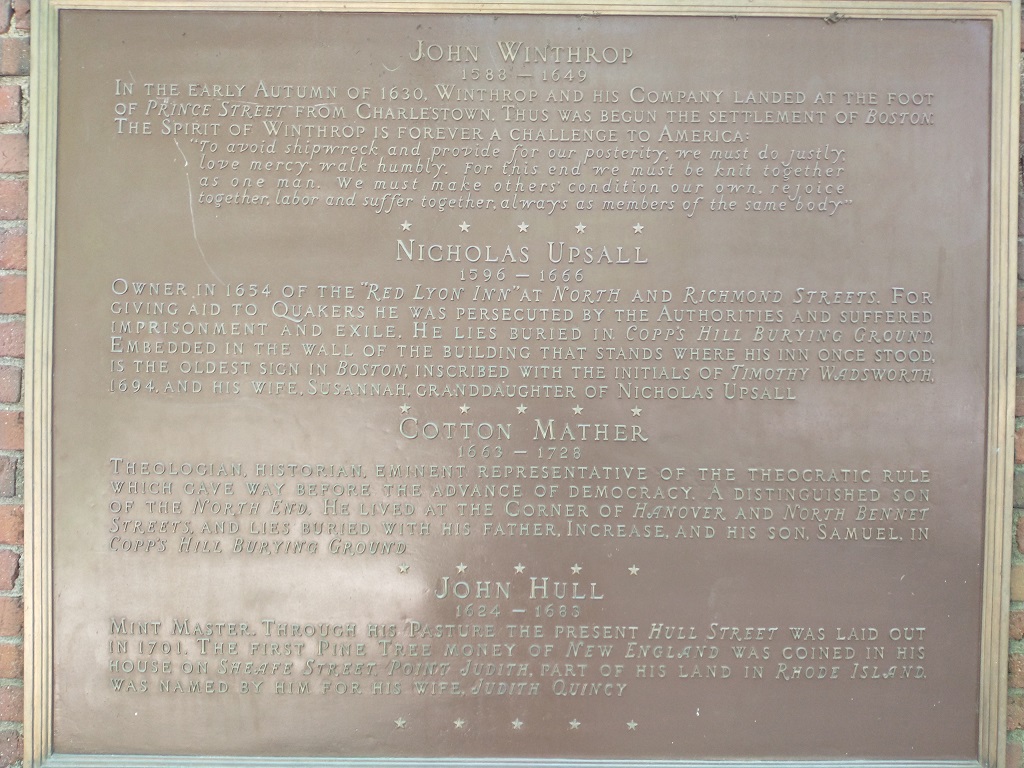 JOHN WINTHROP
1588 — 1649
IN THE EARLY AUTUMN OF 1630, WINTHROP AND HIS COMPANY LANDED AT THE FOOT
OF PRINCE STREET FROM CHARLESTOWN. THUS WAS BEGUN THE SETTLEMENT OF BOSTON.
THE SPIRIT OF WINTHROP IS FOREVER A CHALLENGE TO AMERICA:
"To avoid shipwreck and provide for our posterity, we must do justly,
love mercy, walk humbly. For this end we must be knit together
as one man. We must make others' condition our own, rejoice
together, labor and suffer together, always as members of the same body"
NICHOLAS UPSALL
1596 — 1666
OWNER IN 1654 OF THE "RED LYON INN" AT NORTH AND RICHMOND STREETS. FOR
GIVING AID TO QUAKERS HE WAS PERSECUTED BY THE AUTHORITIES AND SUFFERED
IMPRISONMENT AND EXILE. HE LIES BURIED IN COPP'S HILL BURYING GROUND.
EMBEDDED IN THE WALL OF THE BUILDING THAT STANDS WHERE HIS INN ONCE STOOD,
IS THE OLDEST SIGN IN BOSTON, INSCRIBED WITH THE INITIALS OF TIMOTHY WADSWORTH,
1694, AND HIS WIFE, SUSANNAH, GRANDDAUGHTER OF NICHOLAS UPSALL
COTTON MATHER
1663 — 1728
THEOLOGIAN, HISTORIAN, EMINENT REPRESENTATIVE OF THE THEOCRATIC RULE
WHICH GAVE WAY BEFORE THE ADVANCE OF DEMOCRACY. A DISTINGUISHED SON
OF THE NORTH END. HE LIVED AT THE CORNER OF HANOVER AND NORTH BENNET
STREETS, AND LIES BURIED WITH HIS FATHER, INCREASE, AND HIS SON, SAMUEL, IN
COPP'S HILL BURYING GROUND
JOHN HULL
1624 — 1683
MINT MASTER. THROUGH HIS PASTURE THE PRESENT HULL STREET WAS LAID OUT
IN 1701. THE FIRST PINE TREE MONEY OF NEW ENGLAND WAS COINED IN HIS
HOUSE ON SHEAFE STREET. POINT JUDITH, PART OF HIS LAND IN RHODE ISLAND,
WAS NAMED BY HIM FOR HIS WIFE, JUDITH QUINCY